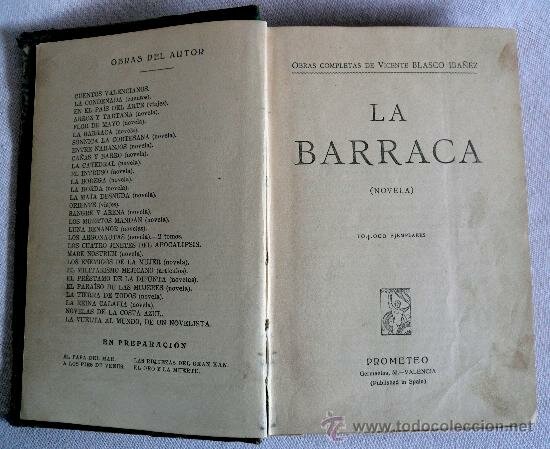 OBRAS DEL AUTOR
CUENTOS VALENCIANOS.
LA CONDENADA (cuentos).
EN EL PAÍS DEL ARTE (viajes).
ARROZ Y TARTANA (novela).
FLOR DE MAYO (novela).
LA BARRACA (novela).
SÓNNICA LA CORTESANA (novela).
ENTRE NARANJOS (novela).
CAÑAS Y BARRO (novela).
LA CATEDRAL (novela).
EL INTRUSO (novela).
LA BODEGA (novela).
LA HORDA (novela).
LA MAJA DESNUDA (novela).
ORIENTE (viajes).
SANGRE Y ARENA (novela).
LOS MUERTOS MANDAN (novela).
LUNA BENAMOR (novelas).
LOS ARGONAUTAS (novela).—2 tomos.
LOS CUATRO JINETES DEL APOCALIPSIS.
MARE NOSTRUM (novela).
LOS ENEMIGOS DE LA MUJER (novela).
EL MILITARISMO MEJICANO (artículos).
EL PRÉSTAMO DE LA DIFUNTA (novelas).
EL PARAÍSO DE LAS MUJERES (novela).
LA TIERRA DE TODOS (novela).
LA REINA CALAFIA (novela).
NOVELAS DE LA COSTA AZUL.
LA VUELTA AL MUNDO, DE UN NOVELISTA.
EN PREPARACIÓN
EL PAPA DEL MAR. LAS RIQUEZAS DEL GRAN KAN.
A LOS PIES DE VENUS. EL ORO Y LA MUERTE.
OBRAS COMPLETAS DE VICENTE BLASCO IBÁÑEZ
LA
BARRACA
(NOVELA)
EJEMPLARES
PROMETEO
Germanías, —VALENCIA
(Published in Spain)
todocoleccion.net